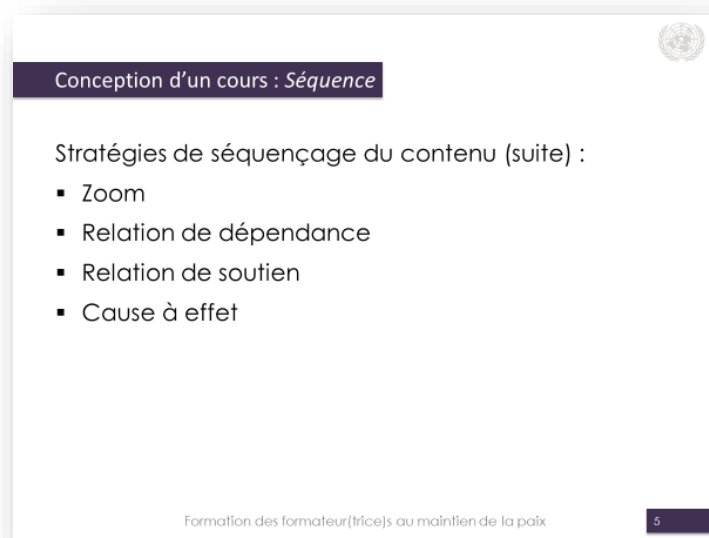 Conception d'un cours : Séquence
Stratégies de séquençage du contenu (suite) :
▪ Zoom
▪ Relation de dépendance
▪ Relation de soutien
▪ Cause à effet
Formation des formateur(trice)s au maintien de la paix
5